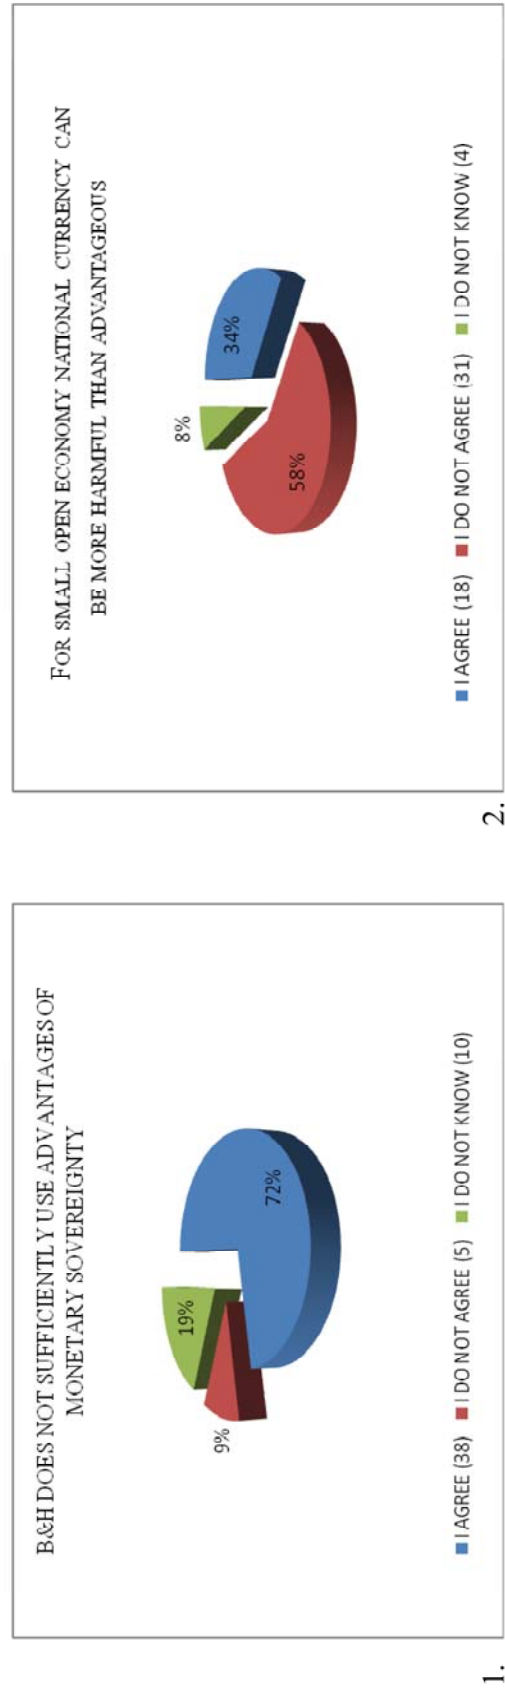 B&H DOES NOT SUFFICIENTLY USE ADVANTAGES OF
MONETARY SOVEREIGNTY
19%
9%
72%
I AGREE (38) I DO NOT AGREE (5) I DO NOT KNOW (10)
1.
FOR SMALL OPEN ECONOMY NATIONAL CURRENCY CAN
BE MORE HARMFUL THAN ADVANTAGEOUS
8%
34%
58%
I AGREE (18) I DO NOT AGREE (31) I DO NOT KNOW (4)
2.